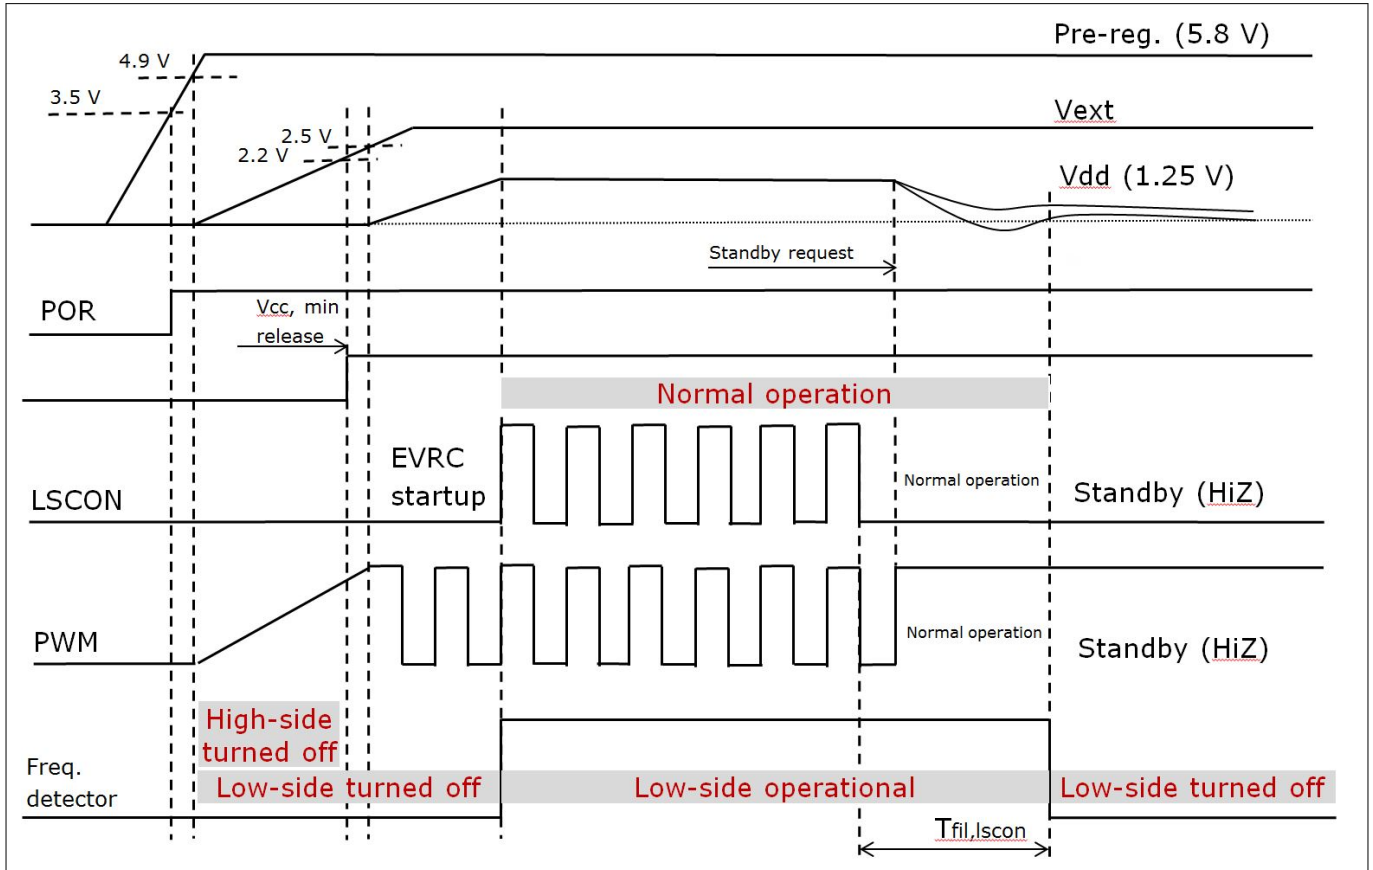 Pre-reg. (5.8 V)
4.9 V
3.5 V
Vext
2.5 V
2.2 V
Vdd (1.25 V)
Standby request
POR
Vcc, min
release
Normal operation
EVRC
startup
LSCON
Normal operation
Standby (HiZ)
PWM
Normal operation
Standby (HiZ)
High-side
turned off
Freq.
detector
Low-side turned off
Low-side operational
Low-side turned off
Tfil,lscon